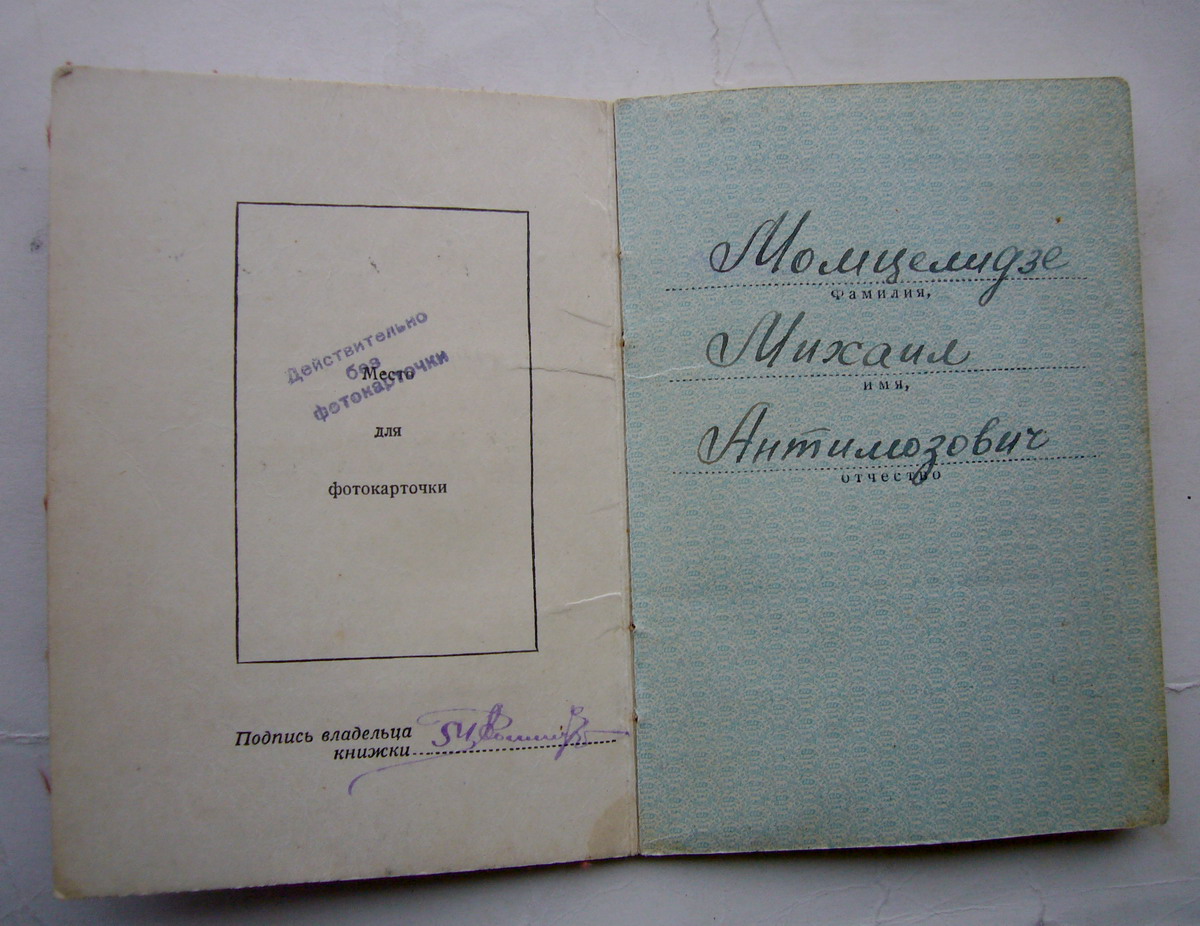 Действительно
без
фотокарточки
Место
для
фотокарточки
Подпись владельца
книжки
Момцелидзе
Фамилия,
Михаил
имя,
Антимозович
отчество